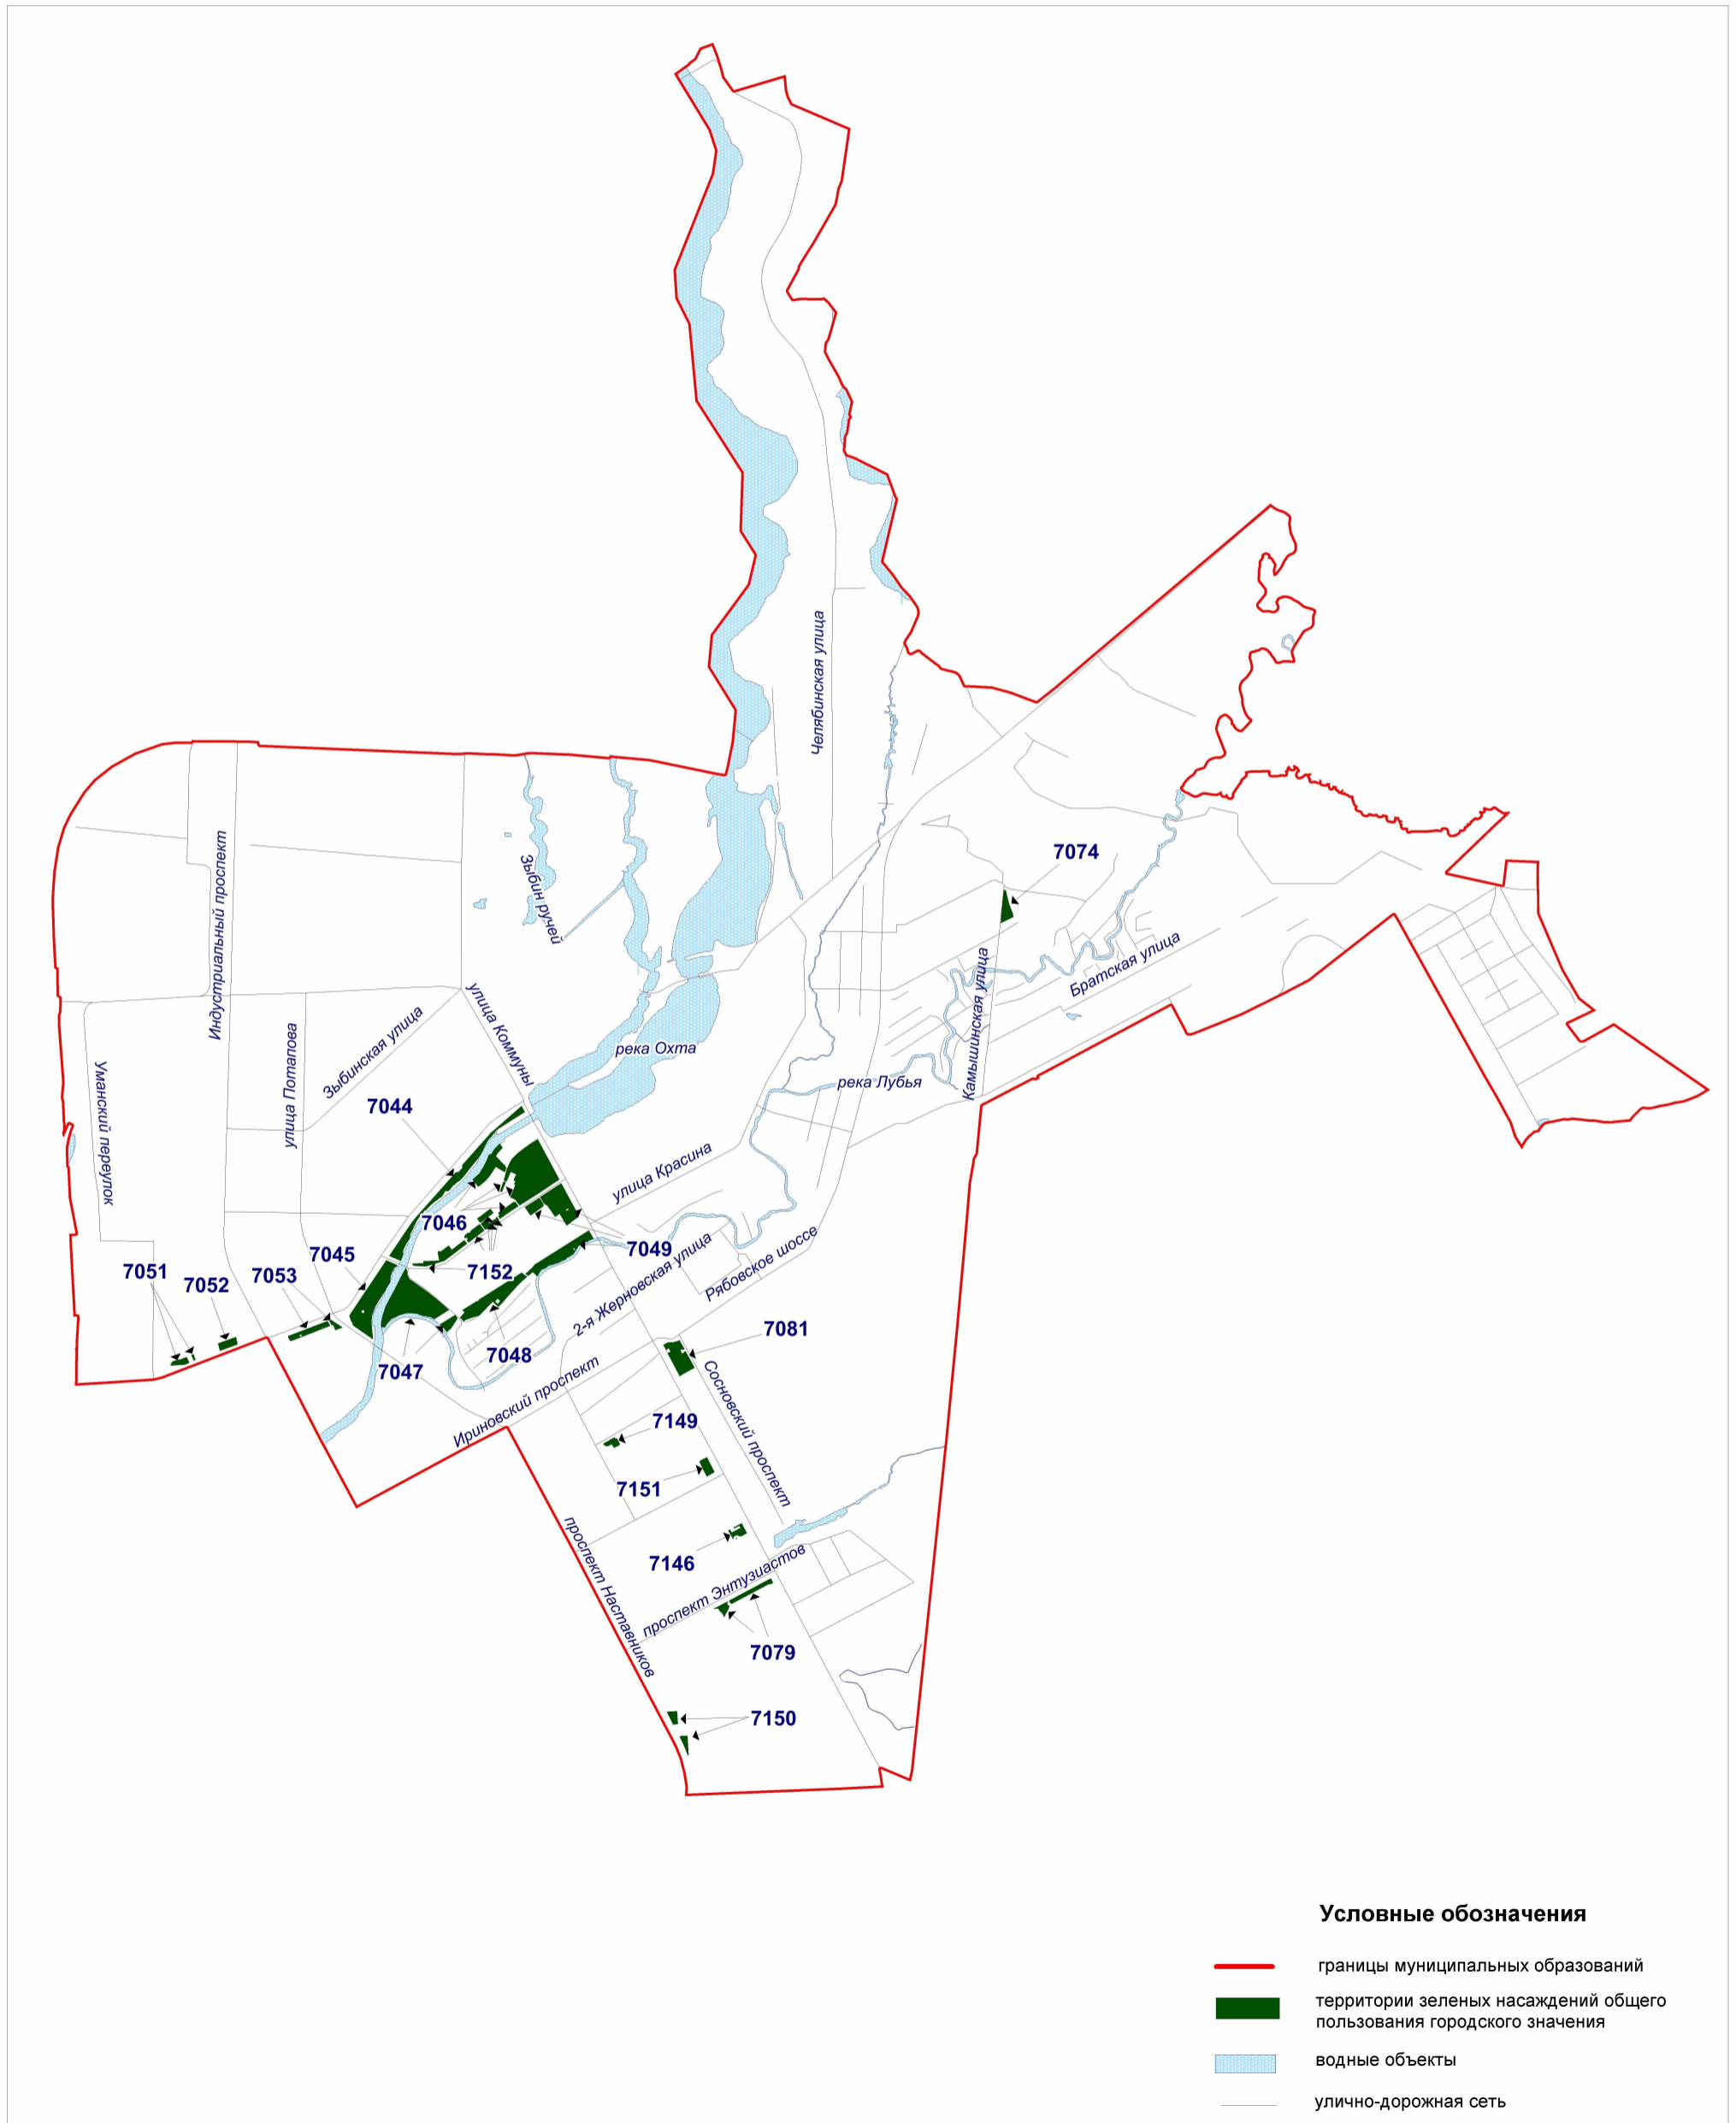 Челябинская улица
7074
Индустриальный проспект
Зыбин ручей
Братская улица
Камышинская улица
улица Коммуны
Зыбинская улица
улица Потапова
река Охта
река Лубья
Уманский переулок
7044
улица Красина
7046
7045
7049
7051
7052
7053
7152
2-я Жерновская улица
Рябовское шоссе
7081
7048
7047
Ириновский проспект
Сосновский проспект
7149
7151
проспект Наставников
7146
проспект Энтузиастов
7079
7150
Условные обозначения
границы муниципальных образований
территории зеленых насаждений общего
пользования городского значения
водные объекты
улично-дорожная сеть